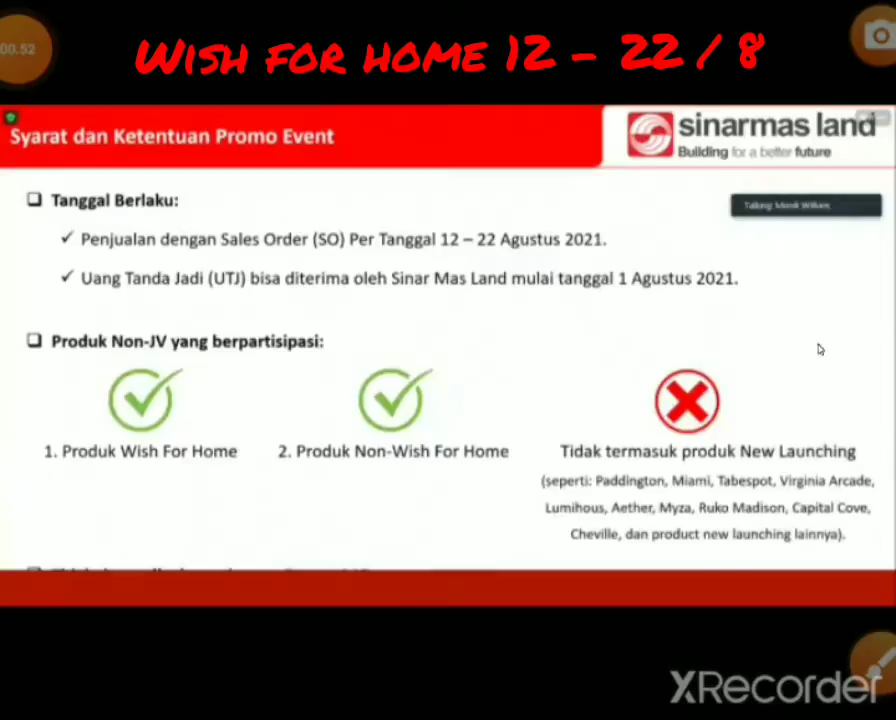 00.52
WISH FOR HOME 12 - 22 / 8
Syarat dan Ketentuan Promo Event
sinarmas land
Building for a better future
Tanggal Berlaku:
Talking:
✓ Penjualan dengan Sales Order (SO) Per Tanggal 12 – 22 Agustus 2021.
✓ Uang Tanda Jadi (UTJ) bisa diterima oleh Sinar Mas Land mulai tanggal 1 Agustus 2021.
Produk Non-JV yang berpartisipasi:
1. Produk Wish For Home
2. Produk Non-Wish For Home
Tidak termasuk produk New Launching
(seperti: Paddington, Miami, Tabespot, Virginia Arcade,
Lumihous, Aether, Myza, Ruko Madison, Capital Cove,
Cheville, dan product new launching lainnya).
XRecorder